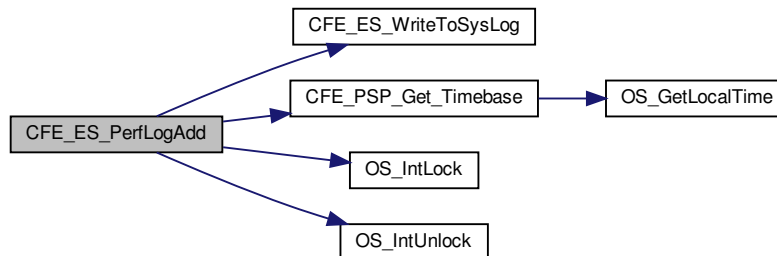 CFE_ES_WriteToSysLog
CFE_PSP_Get_Timebase
OS_GetLocalTime
CFE_ES_PerfLogAdd
OS_IntLock
OS_IntUnlock